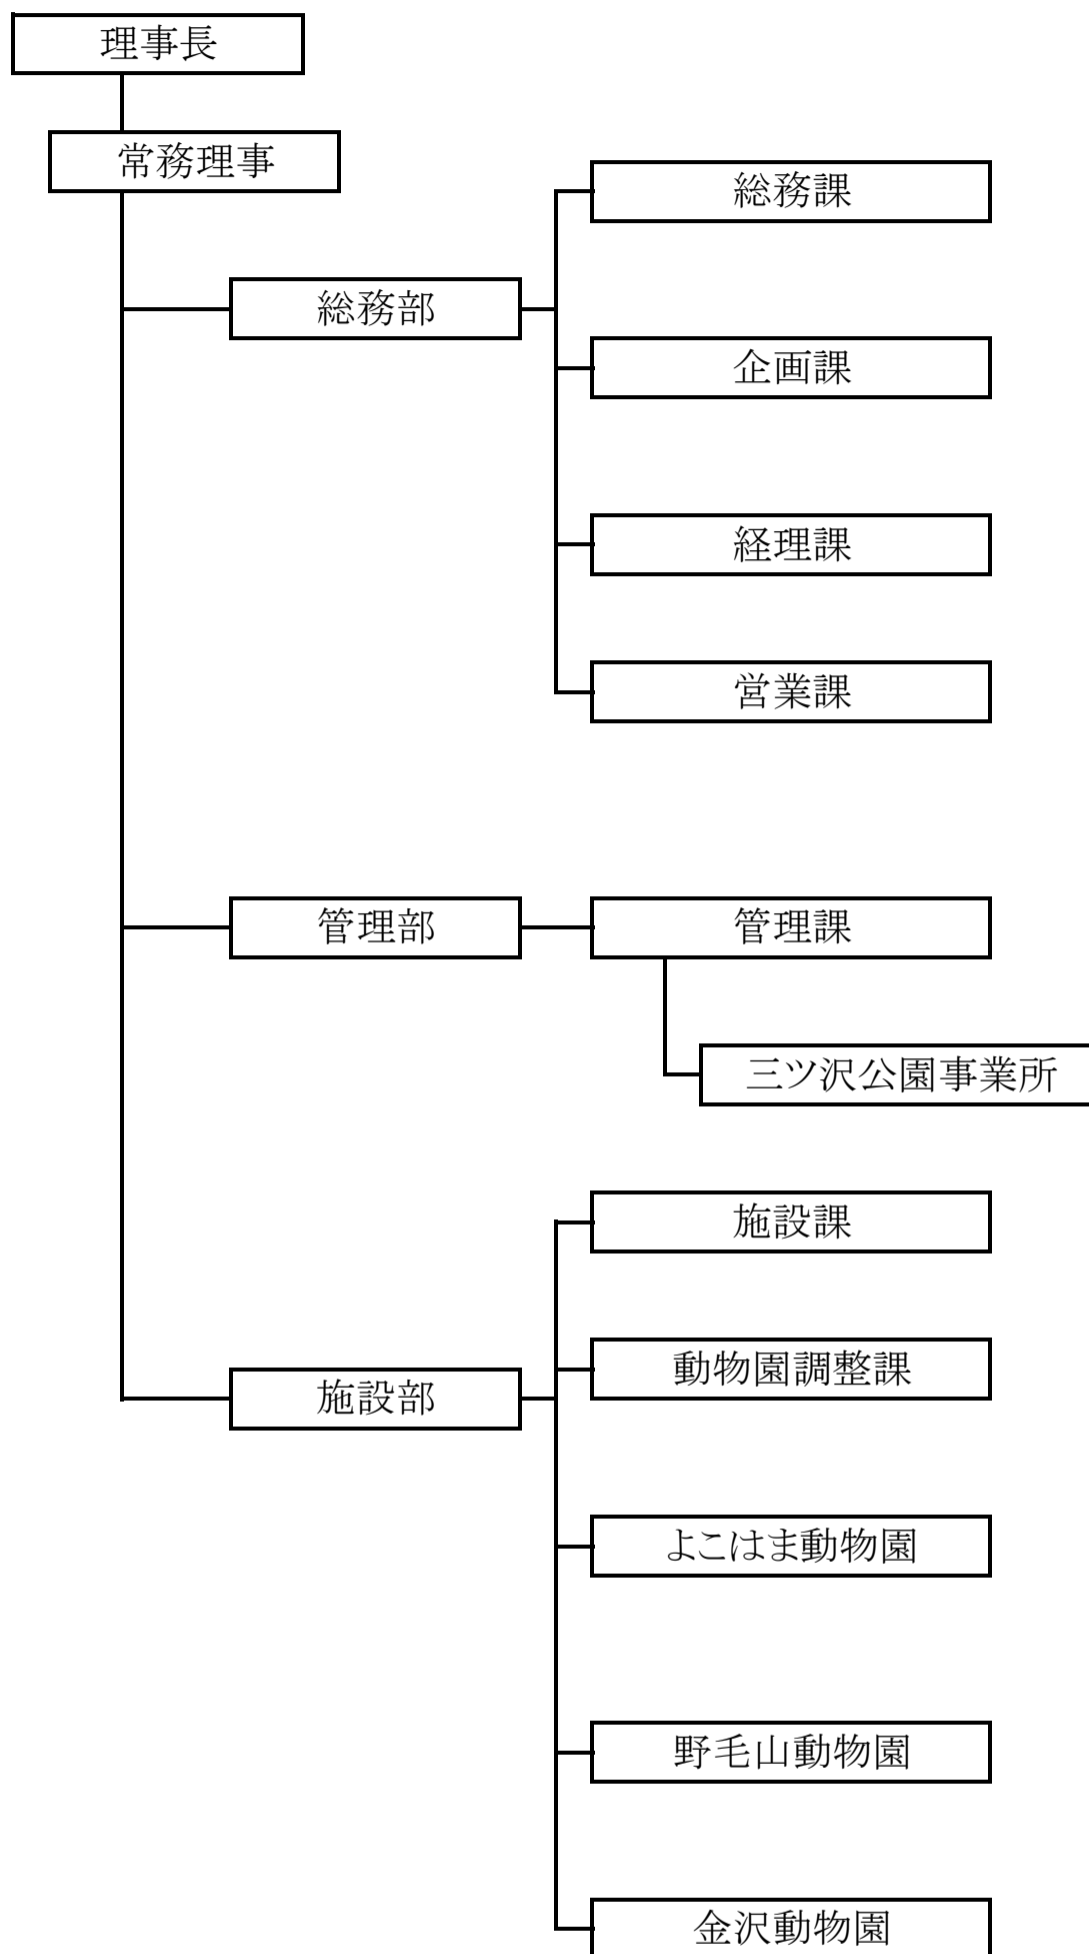 理事長
常務理事
総務課
総務部
企画課
経理課
営業課
管理部
管理課
三ツ沢公園事業所
施設課
動物園調整課
施設部
よこはま動物園
野毛山動物園
金沢動物園